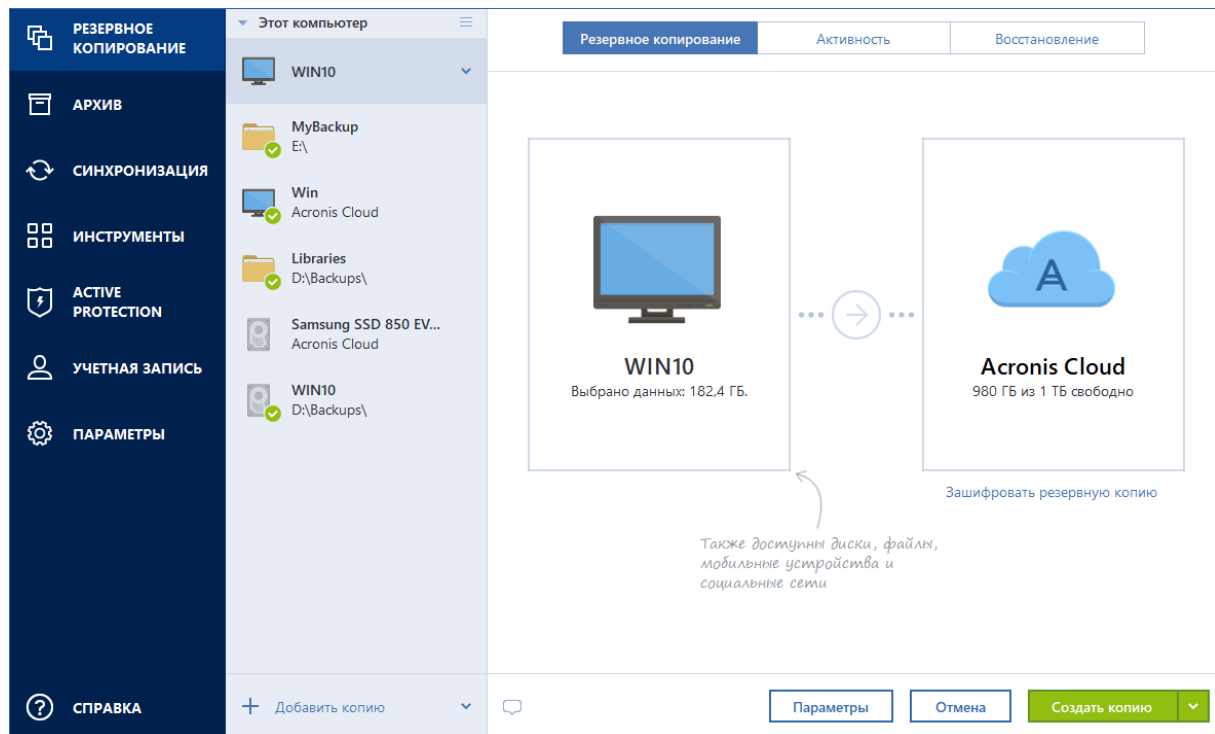 РЕЗЕРВНОЕ
КОПИРОВАНИЕ
АРХИВ
СИНХРОНИЗАЦИЯ
ИНСТРУМЕНТЫ
ACTIVE
PROTECTION
УЧЕТНАЯ ЗАПИСЬ
ПАРАМЕТРЫ
СПРАВКА
Этот компьютер
WIN10
MyBackup
E:\
Win
Acronis Cloud
Libraries
D:\Backups\
Samsung SSD 850 EV...
Acronis Cloud
WIN10
D:\Backups\
Добавить копию
Резервное копирование
Активность
Восстановление
WIN10
Выбрано данных: 182,4 ГБ.
A
Acronis Cloud
980 ГБ из 1 ТБ свободно
Зашифровать резервную копию
Также доступны диски, файлы,
мобильные устройства и
социальные сети
Параметры
Отмена
Создать копию